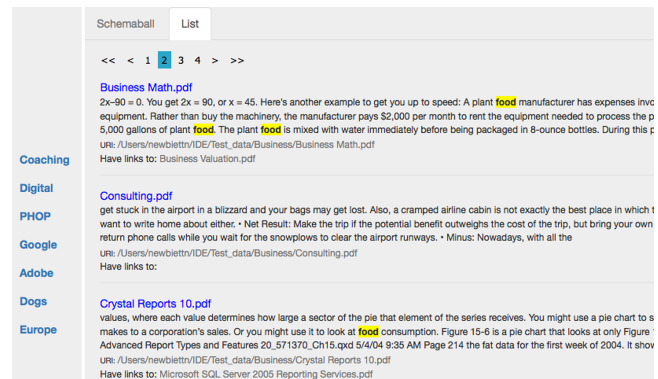 Schemaball List
<< < 1 2 3 4 > >>
Business Math.pdf
2x–90 = 0. You get 2x = 90, or x = 45. Here's another example to get you up to speed: A plant food manufacturer has expenses invo
equipment. Rather than buy the machinery, the manufacturer pays $2,000 per month to rent the equipment needed to process the p
5,000 gallons of plant food. The plant food is mixed with water immediately before being packaged in 8-ounce bottles. During this p
URI: /Users/newbiettn/IDE/Test_data/Business/Business Math.pdf
Have links to: Business Valuation.pdf
Consulting.pdf
get stuck in the airport in a blizzard and your bags may get lost. Also, a cramped airline cabin is not exactly the best place in which t
want to write home about either. • Net Result: Make the trip if the potential benefit outweighs the cost of the trip, but bring your own
return phone calls while you wait for the snowplows to clear the airport runways. • Minus: Nowadays, with all the
URI: /Users/newbiettn/IDE/Test_data/Business/Consulting.pdf
Have links to:
Crystal Reports 10.pdf
values, where each value determines how large a sector of the pie that element of the series receives. You might use a pie chart to s
makes to a corporation's sales. Or you might use it to look at food consumption. Figure 15-6 is a pie chart that looks at only Figure
Advanced Report Types and Features 20_571370_Ch15.qxd 5/4/04 9:35 AM Page 214 the fat data for the first week of 2004. It show
URI: /Users/newbiettn/IDE/Test_data/Business/Crystal Reports 10.pdf
Have links to: Microsoft SQL Server 2005 Reporting Services.pdf
Coaching
Digital
PHOP
Google
Adobe
Dogs
Europe